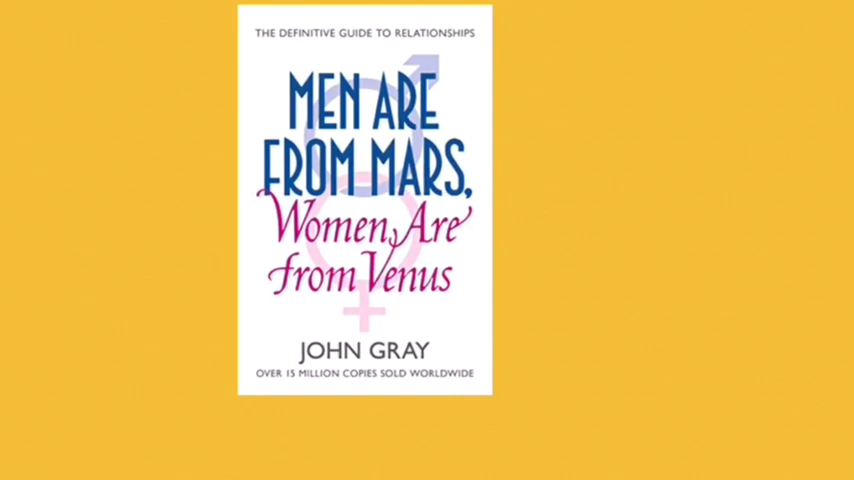 THE DEFINITIVE GUIDE TO RELATIONSHIPS
MEN ARE
FROM MARS,
Women Are
from Venus
JOHN GRAY
OVER 15 MILLION COPIES SOLD WORLDWIDE